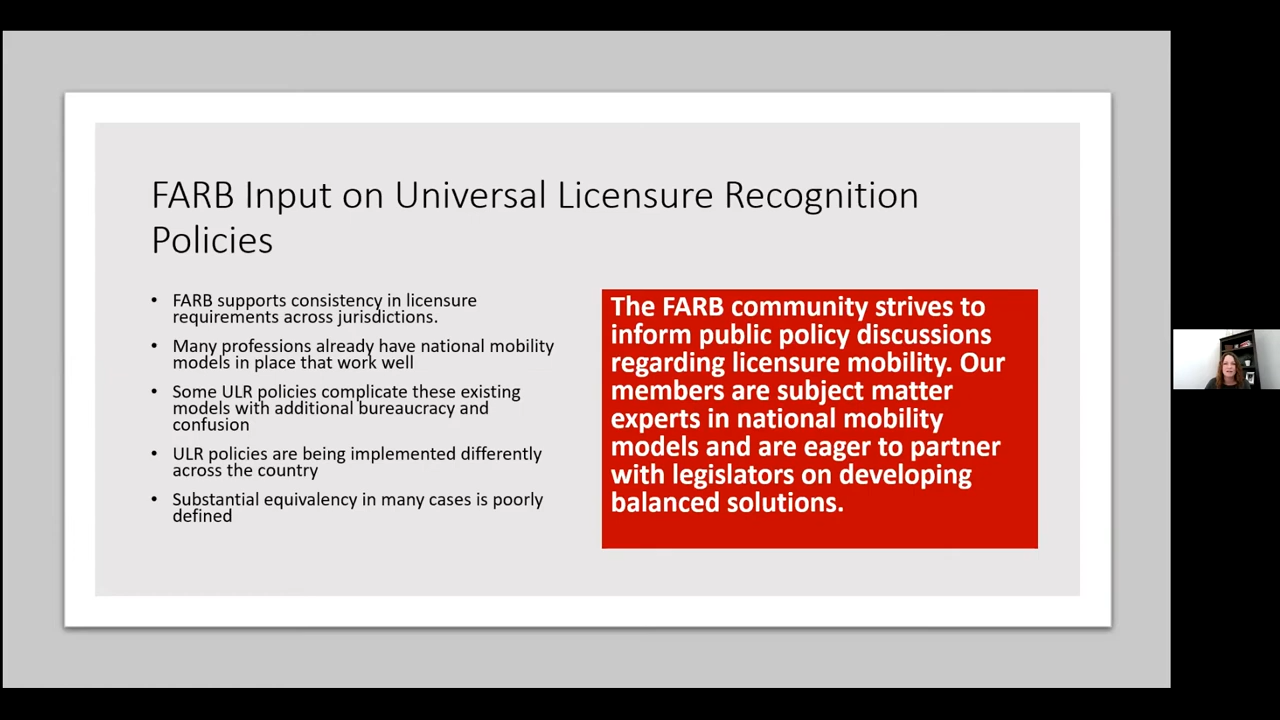 FARB Input on Universal Licensure Recognition
Policies
• FARB supports consistency in licensure
requirements across jurisdictions.
• Many professions already have national mobility
models in place that work well
• Some ULR policies complicate these existing
models with additional bureaucracy and
confusion
• ULR policies are being implemented differently
across the country
• Substantial equivalency in many cases is poorly
defined
The FARB community strives to
inform public policy discussions
regarding licensure mobility. Our
members are subject matter
experts in national mobility
models and are eager to partner
with legislators on developing
balanced solutions.